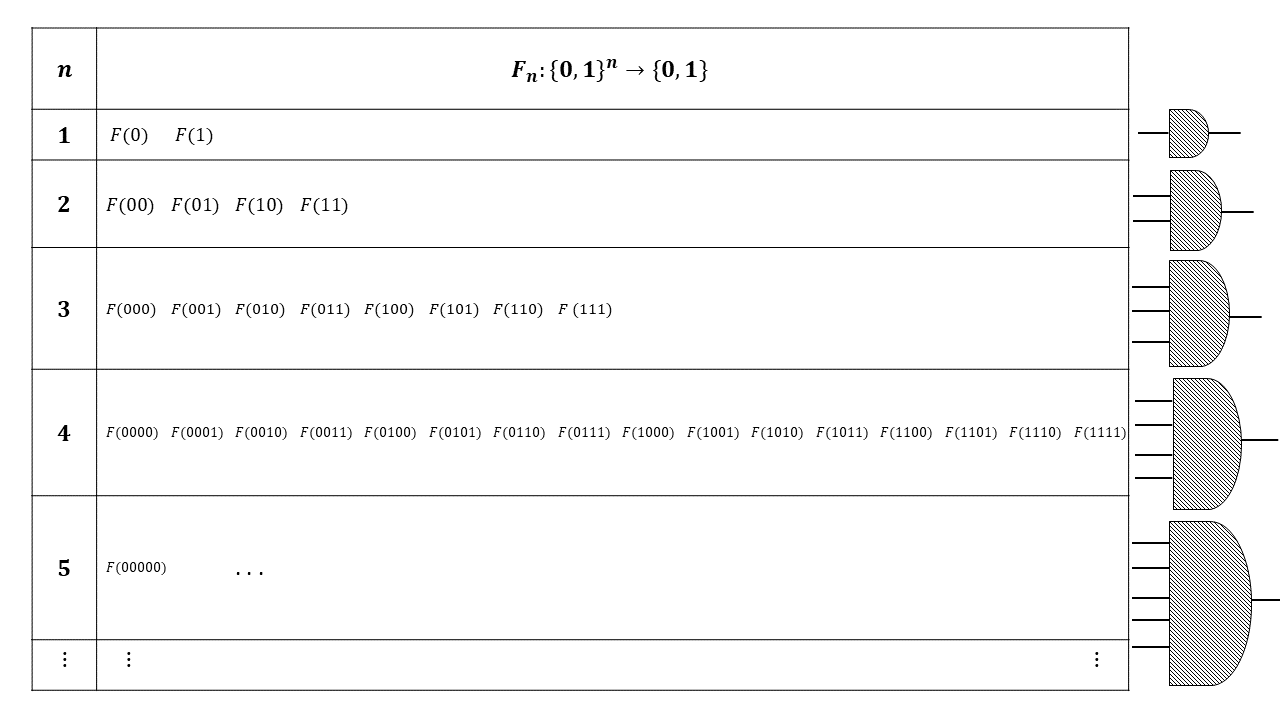 n Fₙ: {0, 1}ⁿ → {0, 1}
1 F(0) F(1)
2 F(00) F(01) F(10) F(11)
3 F(000) F(001) F(010) F(011) F(100) F(101) F(110) F (111)
4 F(0000) F(0001) F(0010) F(0011) F(0100) F(0101) F(0110) F(0111) F(1000) F(1001) F(1010) F(1011) F(1100) F(1101) F(1110) F(1111)
5 F(00000) ...
⋮ ⋮ ⋮